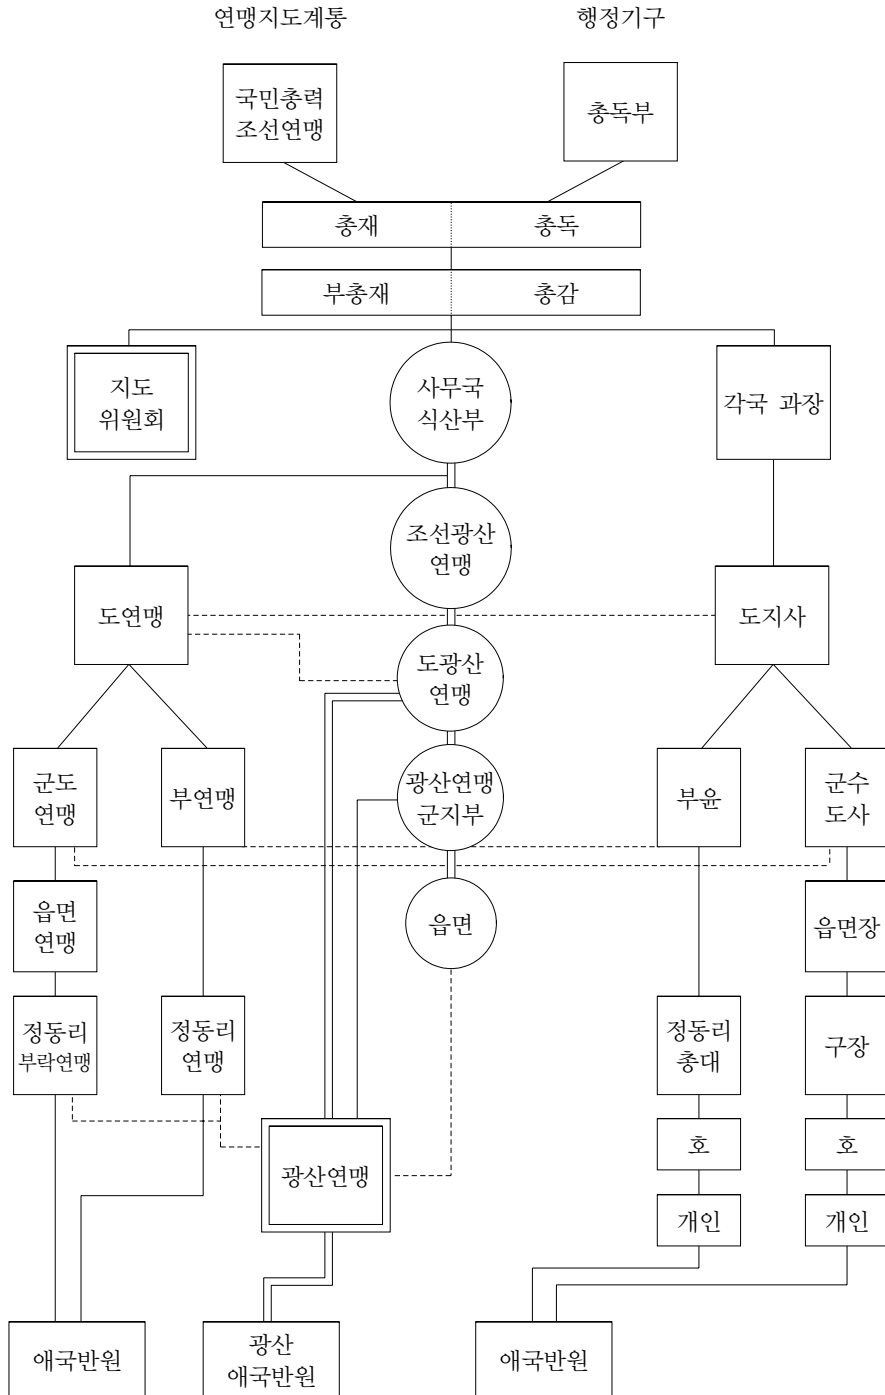 연맹지도계통
행정기구
국민총력
조선연맹
총독부
총재
총독
부총재
총감
지도
위원회
사무국
식산부
각국 과장
조선광산
연맹
도연맹
도광산
연맹
도지사
군도
연맹
부연맹
광산연맹
군지부
부윤
군수
도사
읍면
연맹
읍면
읍면장
정동리
부락연맹
정동리
연맹
정동리
총대
구장
광산연맹
호
호
개인
개인
애국반원
광산
애국반원
애국반원